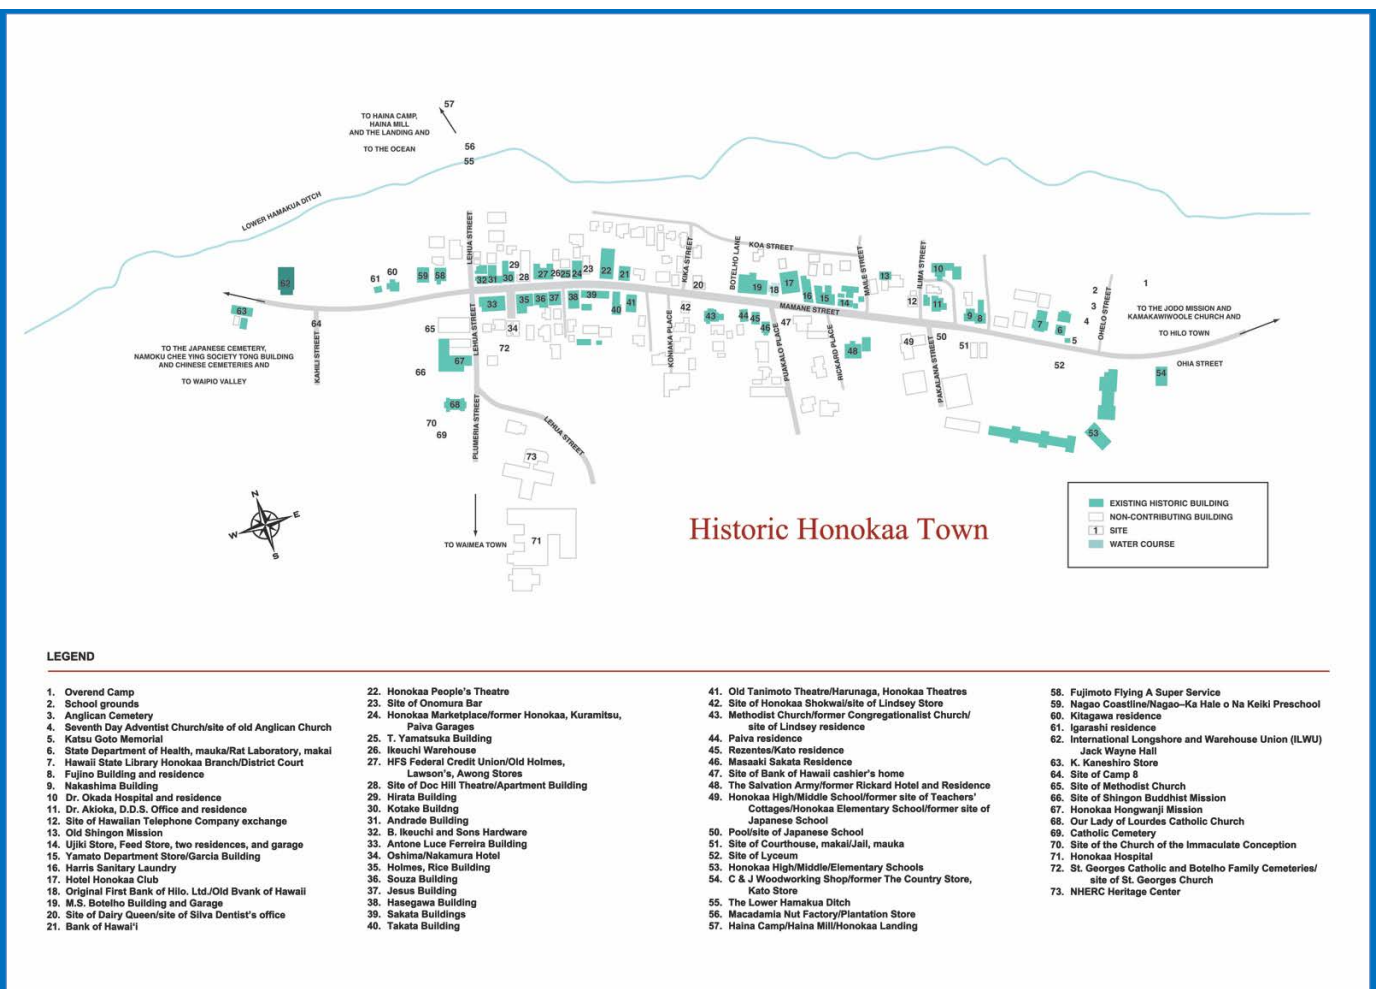 57
TO HAINA CAMP,
HAINA MILL
AND THE LANDING AND
TO THE OCEAN
56
55
LOWER HAMAKUA DITCH
LEHUA STREET
KIKA STREET
BOTELHO LANE
KOA STREET
MAILE STREET
ILIMA STREET
OHELO STREET
61
60
59
58
32
31
30
29
28
27
26
25
24
23
22
21
20
19
18
17
16
15
14
13
12
11
10
9
8
7
6
5
4
3
2
1
MAMANE STREET
TO THE JODO MISSION AND
KAMAKAWIWOOLE CHURCH AND
TO HILO TOWN
OHIA STREET
63
64
KAHILI STREET
65
66
67
LEHUA STREET
33
34
35
36
37
38
39
40
41
42
43
44
45
46
47
48
49
50
51
52
53
54
72
KONIAKA PLACE
PUAKALO PLACE
RICKARD PLACE
PAKALANA STREET
TO THE JAPANESE CEMETERY,
NAMOKU CHEE YING SOCIETY TONG BUILDING
AND CHINESE CEMETERIES AND
TO WAIPIO VALLEY
68
70
69
PLUMERIA STREET
LEHUA STREET
73
71
TO WAIMEA TOWN
N
E
S
W
Historic Honokaa Town
EXISTING HISTORIC BUILDING
NON-CONTRIBUTING BUILDING
1 SITE
WATER COURSE
LEGEND
1. Overend Camp
2. School grounds
3. Anglican Cemetery
4. Seventh Day Adventist Church/site of old Anglican Church
5. Katsu Goto Memorial
6. State Department of Health, mauka/Rat Laboratory, makai
7. Hawaii State Library Honokaa Branch/District Court
8. Fujino Building and residence
9. Nakashima Building
10 Dr. Okada Hospital and residence
11. Dr. Akioka, D.D.S. Office and residence
12. Site of Hawaiian Telephone Company exchange
13. Old Shingon Mission
14. Ujiki Store, Feed Store, two residences, and garage
15. Yamato Department Store/Garcia Building
16. Harris Sanitary Laundry
17. Hotel Honokaa Club
18. Original First Bank of Hilo. Ltd./Old Bvank of Hawaii
19. M.S. Botelho Building and Garage
20. Site of Dairy Queen/site of Silva Dentist's office
21. Bank of Hawai'i
22. Honokaa People's Theatre
23. Site of Onomura Bar
24. Honokaa Marketplace/former Honokaa, Kuramitsu,
Paiva Garages
25. T. Yamatsuka Building
26. Ikeuchi Warehouse
27. HFS Federal Credit Union/Old Holmes,
Lawson's, Awong Stores
28. Site of Doc Hill Theatre/Apartment Building
29. Hirata Building
30. Kotake Buildng
31. Andrade Building
32. B. Ikeuchi and Sons Hardware
33. Antone Luce Ferreira Building
34. Oshima/Nakamura Hotel
35. Holmes, Rice Building
36. Souza Building
37. Jesus Building
38. Hasegawa Building
39. Sakata Buildings
40. Takata Building
41. Old Tanimoto Theatre/Harunaga, Honokaa Theatres
42. Site of Honokaa Shokwai/site of Lindsey Store
43. Methodist Church/former Congregationalist Church/
site of Lindsey residence
44. Paiva residence
45. Rezentes/Kato residence
46. Masaaki Sakata Residence
47. Site of Bank of Hawaii cashier's home
48. The Salvation Army/former Rickard Hotel and Residence
49. Honokaa High/Middle School/former site of Teachers'
Cottages/Honokaa Elementary School/former site of
Japanese School
50. Pool/site of Japanese School
51. Site of Courthouse, makai/Jail, mauka
52. Site of Lyceum
53. Honokaa High/Middle/Elementary Schools
54. C & J Woodworking Shop/former The Country Store,
Kato Store
55. The Lower Hamakua Ditch
56. Macadamia Nut Factory/Plantation Store
57. Haina Camp/Haina Mill/Honokaa Landing
58. Fujimoto Flying A Super Service
59. Nagao Coastline/Nagao–Ka Hale o Na Keiki Preschool
60. Kitagawa residence
61. Igarashi residence
62. International Longshore and Warehouse Union (ILWU)
Jack Wayne Hall
63. K. Kaneshiro Store
64. Site of Camp 8
65. Site of Methodist Church
66. Site of Shingon Buddhist Mission
67. Honokaa Hongwanji Mission
68. Our Lady of Lourdes Catholic Church
69. Catholic Cemetery
70. Site of the Church of the Immaculate Conception
71. Honokaa Hospital
72. St. Georges Catholic and Botelho Family Cemeteries/
site of St. Georges Church
73. NHERC Heritage Center